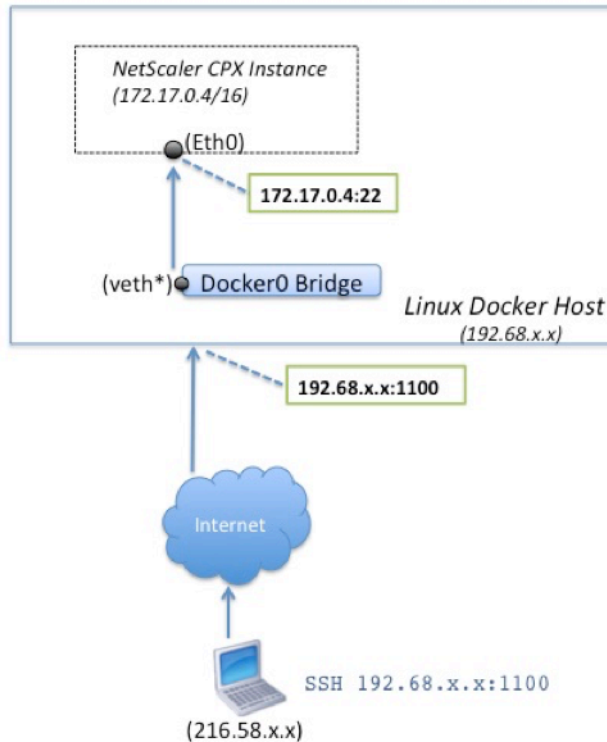 NetScaler CPX Instance
(172.17.0.4/16)
(Eth0)
172.17.0.4:22
(veth*)
Docker0 Bridge
Linux Docker Host
(192.68.x.x)
192.68.x.x:1100
Internet
SSH 192.68.x.x:1100
(216.58.x.x)